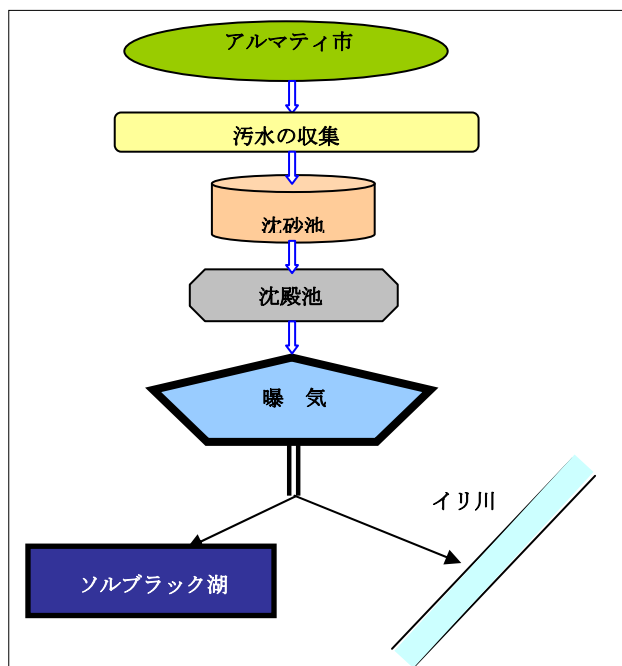 アルマティ市
汚水の収集
沈砂池
沈殿池
曝　気
イリ川
ソルブラック湖